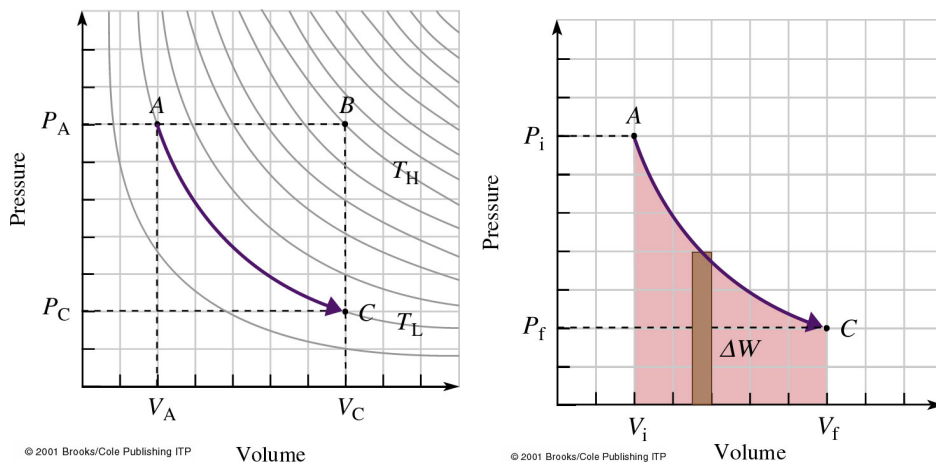 A
B
P_A
T_H
Pressure
P_C
C
T_L
V_A
V_C
© 2001 Brooks/Cole Publishing ITP
Volume
A
P_i
Pressure
P_f
C
ΔW
V_i
V_f
© 2001 Brooks/Cole Publishing ITP
Volume